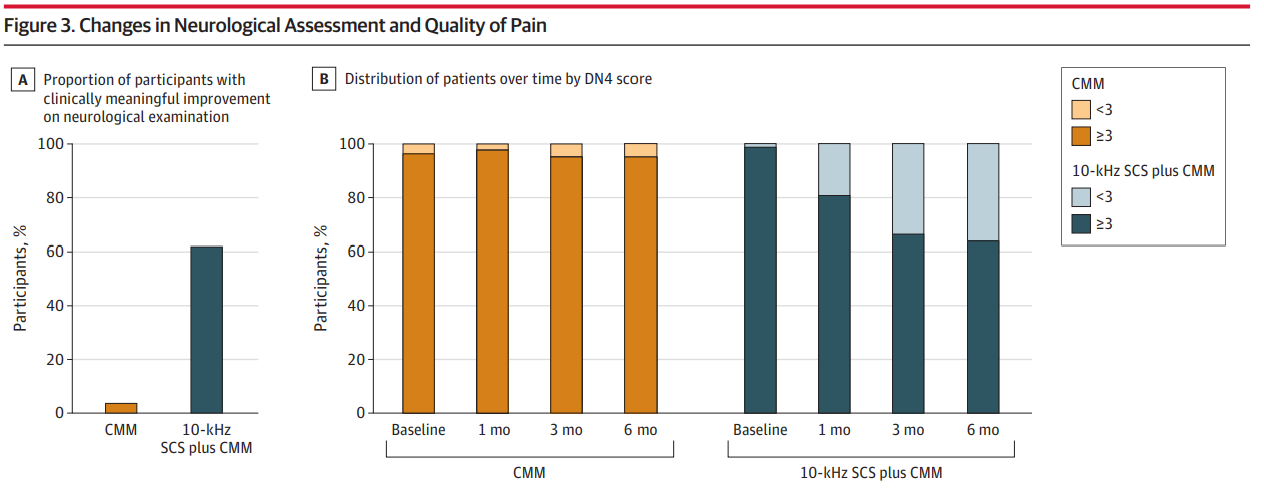 Figure 3. Changes in Neurological Assessment and Quality of Pain
A Proportion of participants with
clinically meaningful improvement
on neurological examination
100
80
60
40
20
0
Participants, %
CMM
10-kHz
SCS plus CMM
B Distribution of patients over time by DN4 score
100
80
60
40
20
0
Participants, %
Baseline 1 mo 3 mo 6 mo
CMM
Baseline 1 mo 3 mo 6 mo
10-kHz SCS plus CMM
CMM
<3
≥3
10-kHz SCS plus CMM
<3
≥3